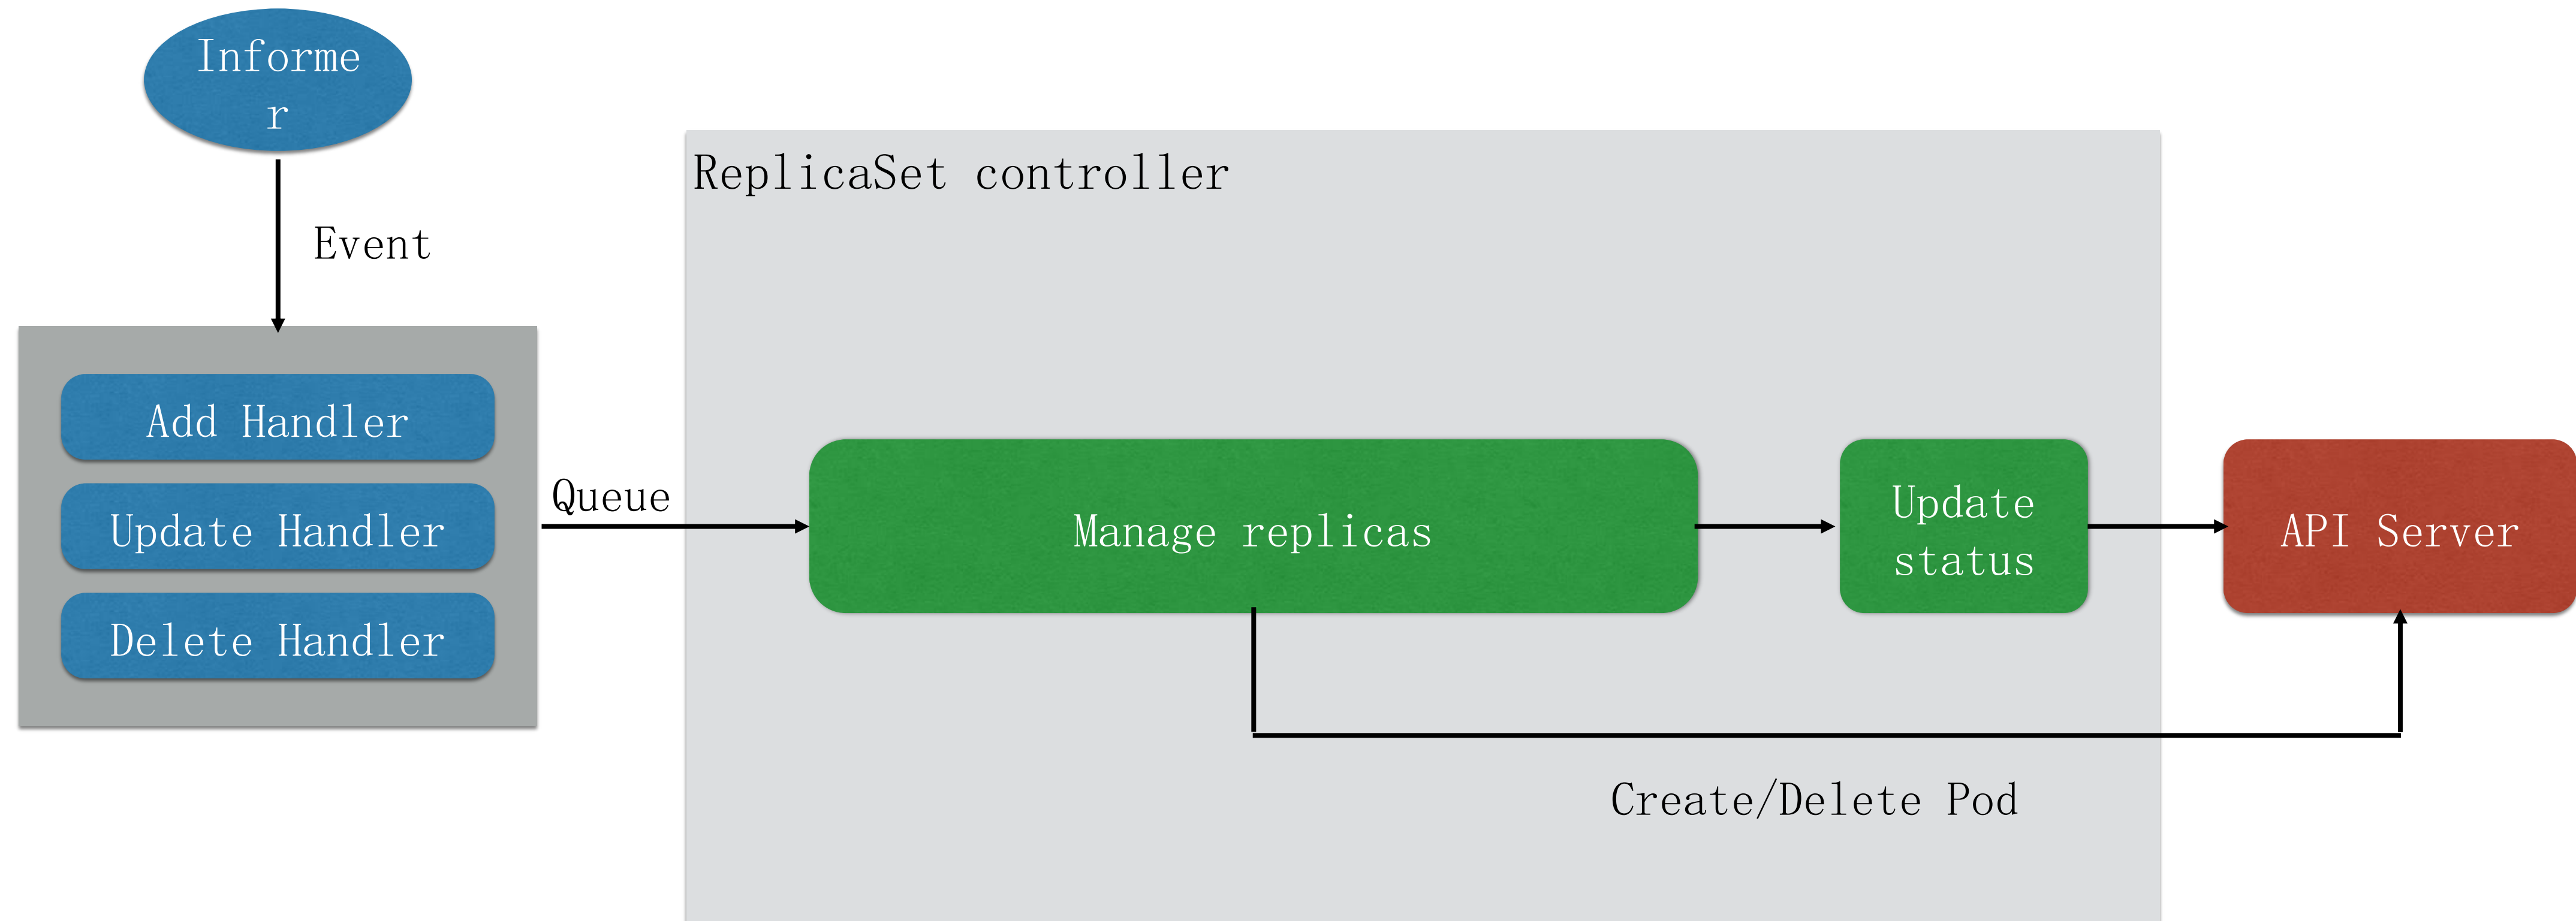 Informe
r
ReplicaSet controller
Event
Add Handler
Update Handler
Delete Handler
Queue
Manage replicas
Update
status
API Server
Create/Delete Pod